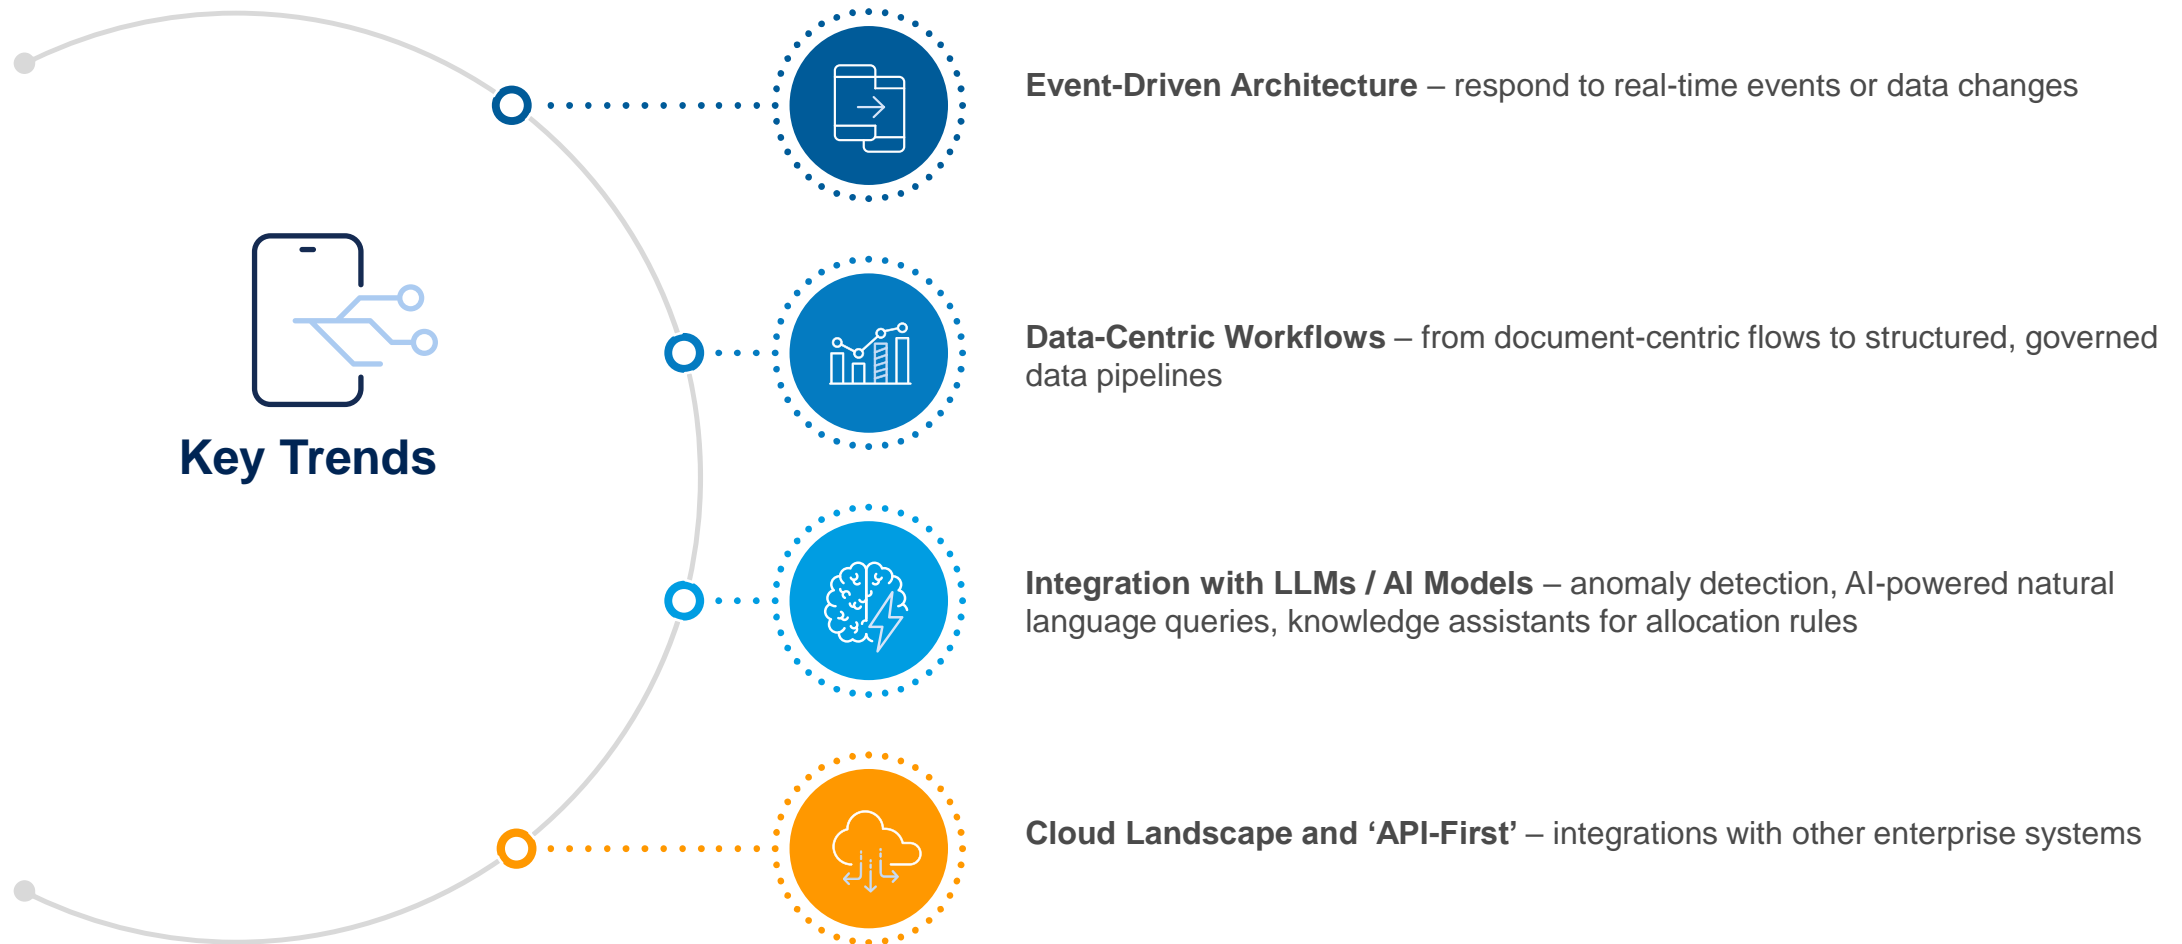 Key Trends
Event-Driven Architecture – respond to real-time events or data changes
Data-Centric Workflows – from document-centric flows to structured, governed
data pipelines
Integration with LLMs / AI Models – anomaly detection, AI-powered natural
language queries, knowledge assistants for allocation rules
Cloud Landscape and ‘API-First’ – integrations with other enterprise systems